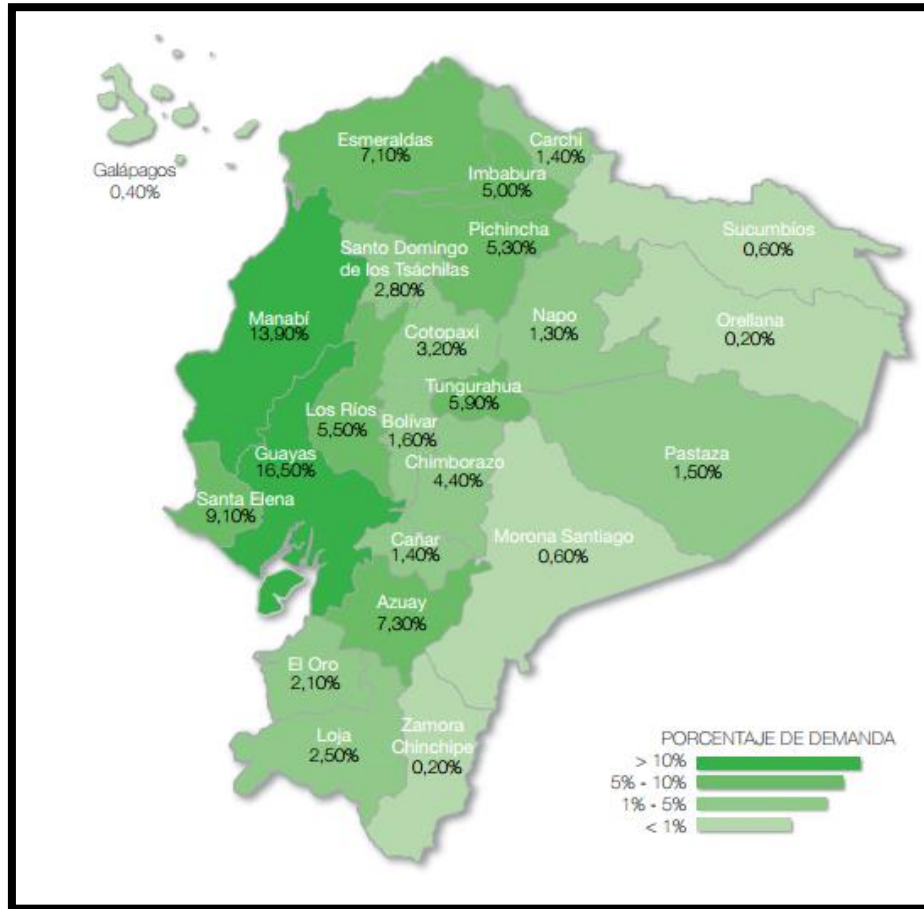 Galápagos
0,40%
Esmeraldas
7,10%
Carchi
1,40%
Imbabura
5,00%
Pichincha
5,30%
Sucumbíos
0,60%
Santo Domingo
de los Tsáchilas
2,80%
Manabí
13,90%
Cotopaxi
3,20%
Napo
1,30%
Orellana
0,20%
Tungurahua
5,90%
Los Ríos
5,50%
Bolívar
1,60%
Guayas
16,50%
Chimborazo
4,40%
Pastaza
1,50%
Santa Elena
9,10%
Cañar
1,40%
Morona Santiago
0,60%
Azuay
7,30%
El Oro
2,10%
Loja
2,50%
Zamora
Chinchipe
0,20%
PORCENTAJE DE DEMANDA
> 10%
5% - 10%
1% - 5%
< 1%